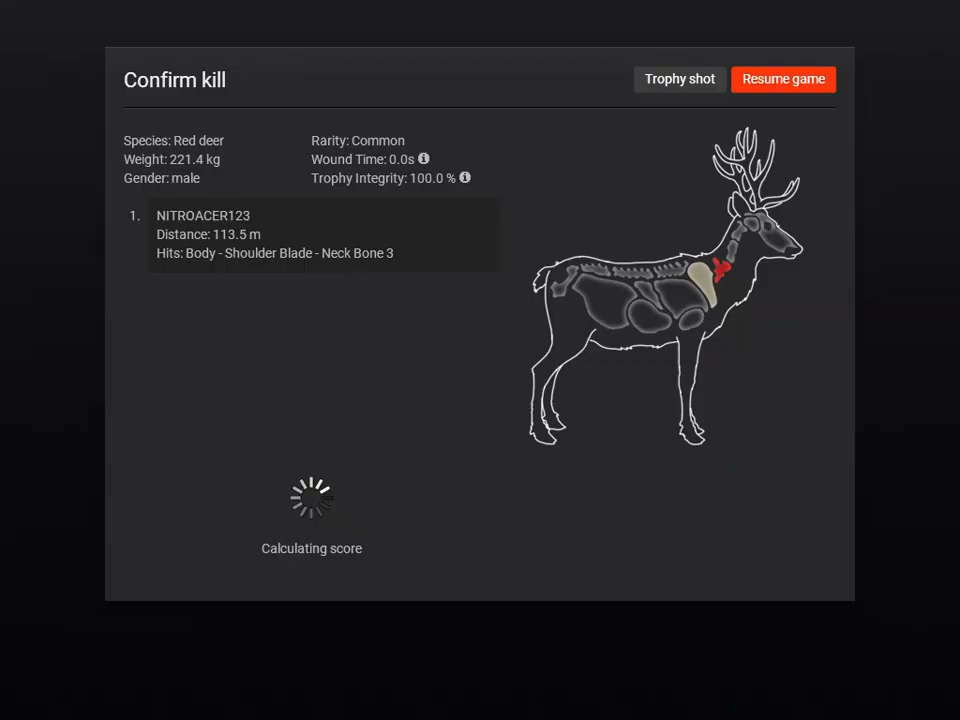 Confirm kill
Trophy shot
Resume game
Species: Red deer
Weight: 221.4 kg
Gender: male
Rarity: Common
Wound Time: 0.0s
Trophy Integrity: 100.0 %
1.
NITROACER123
Distance: 113.5 m
Hits: Body - Shoulder Blade - Neck Bone 3
Calculating score